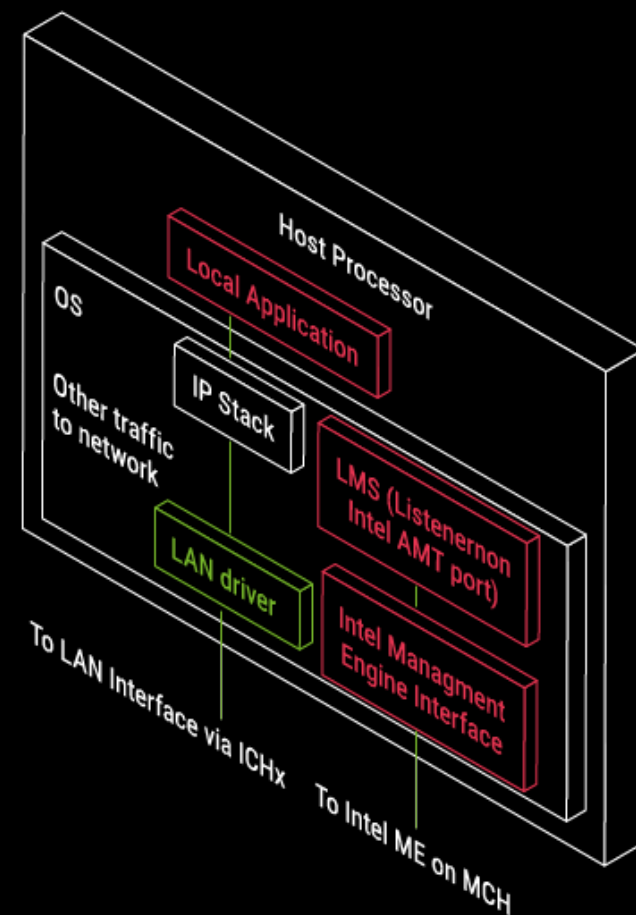 Host Processor
Local Application
OS
IP Stack
Other traffic
to network
LMS (Listenernon
Intel AMT port)
LAN driver
Intel Managment
Engine Interface
To LAN Interface via ICHx
To Intel ME on MCH